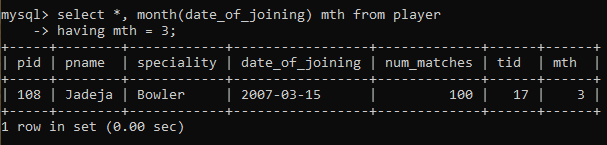 mysql> select *, month(date_of_joining) mth from player
    -> having mth = 3;
+-----+--------+------------+-----------------+-------------+------+------+
| pid | pname  | speciality | date_of_joining | num_matches | tid  | mth  |
+-----+--------+------------+-----------------+-------------+------+------+
| 108 | Jadeja | Bowler     | 2007-03-15      |         100 |   17 |    3 |
+-----+--------+------------+-----------------+-------------+------+------+
1 row in set (0.00 sec)